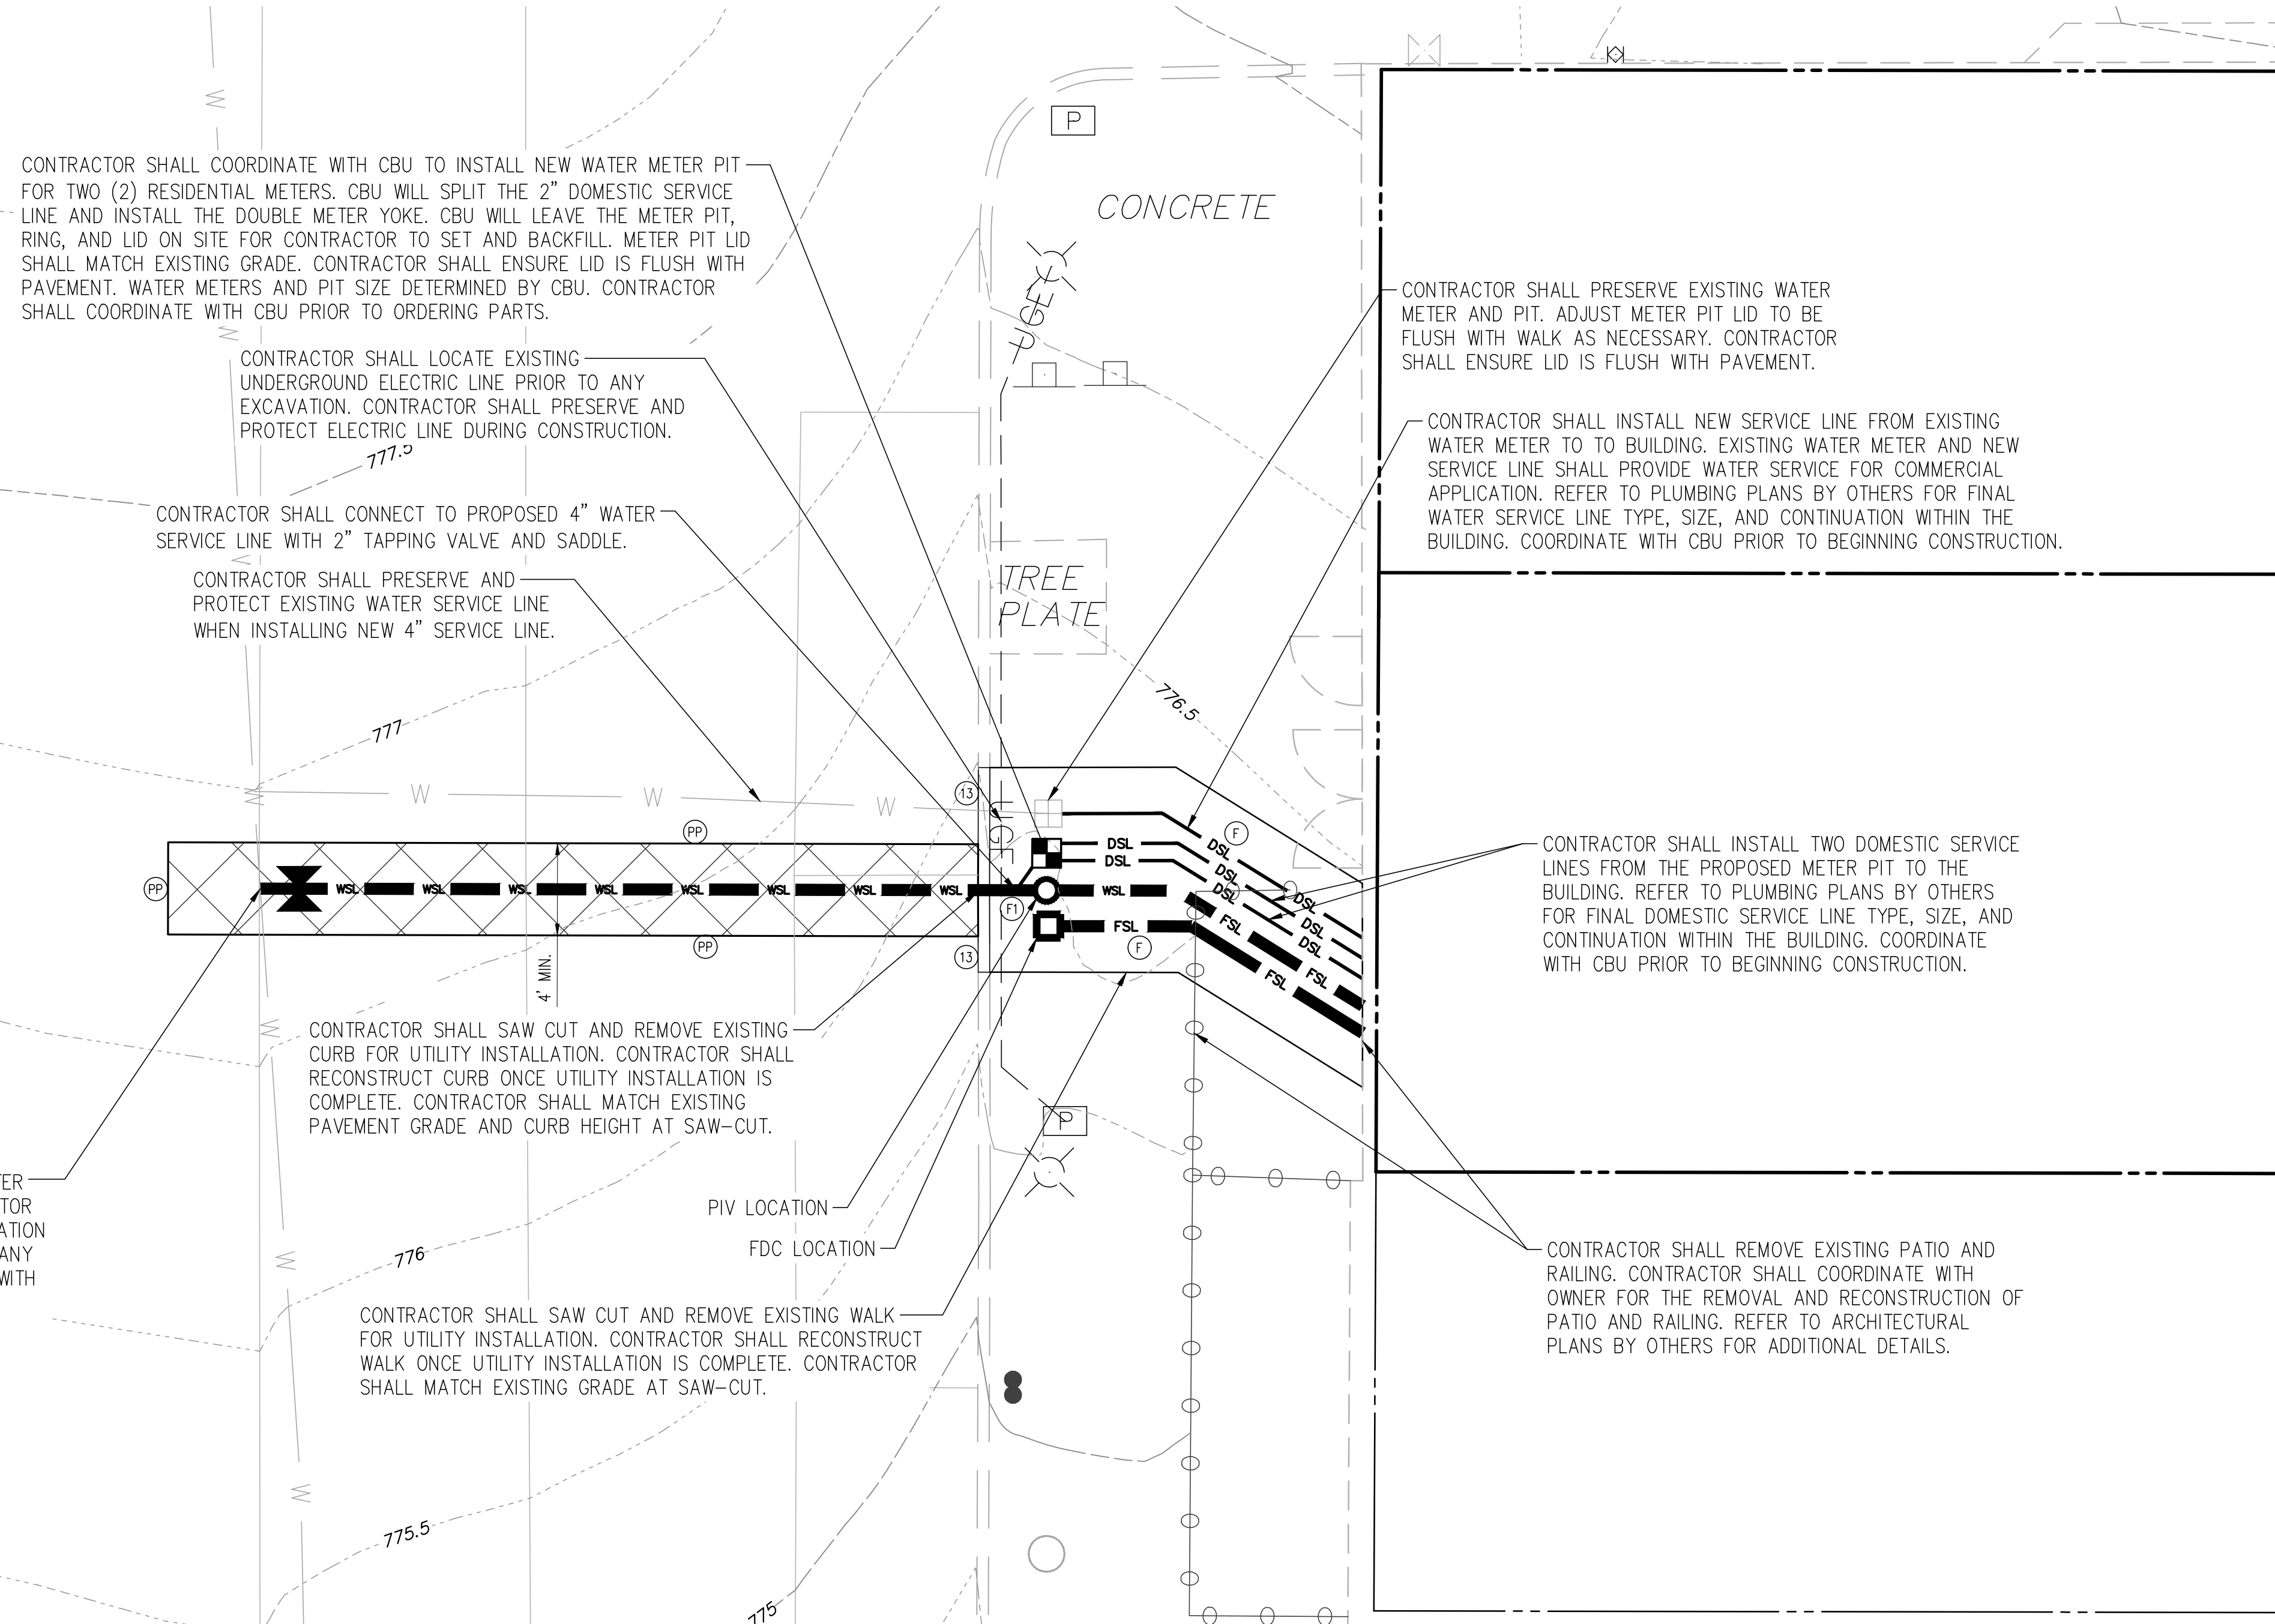 P
CONCRETE
CONTRACTOR SHALL COORDINATE WITH CBU TO INSTALL NEW WATER METER PIT
FOR TWO (2) RESIDENTIAL METERS. CBU WILL SPLIT THE 2" DOMESTIC SERVICE
LINE AND INSTALL THE DOUBLE METER YOKE. CBU WILL LEAVE THE METER PIT,
RING, AND LID ON SITE FOR CONTRACTOR TO SET AND BACKFILL. METER PIT LID
SHALL MATCH EXISTING GRADE. CONTRACTOR SHALL ENSURE LID IS FLUSH WITH
PAVEMENT. WATER METERS AND PIT SIZE DETERMINED BY CBU. CONTRACTOR
SHALL COORDINATE WITH CBU PRIOR TO ORDERING PARTS.
UGE
CONTRACTOR SHALL PRESERVE EXISTING WATER
METER AND PIT. ADJUST METER PIT LID TO BE
FLUSH WITH WALK AS NECESSARY. CONTRACTOR
SHALL ENSURE LID IS FLUSH WITH PAVEMENT.
CONTRACTOR SHALL LOCATE EXISTING
UNDERGROUND ELECTRIC LINE PRIOR TO ANY
EXCAVATION. CONTRACTOR SHALL PRESERVE AND
PROTECT ELECTRIC LINE DURING CONSTRUCTION.
777.5
CONTRACTOR SHALL INSTALL NEW SERVICE LINE FROM EXISTING
WATER METER TO TO BUILDING. EXISTING WATER METER AND NEW
SERVICE LINE SHALL PROVIDE WATER SERVICE FOR COMMERCIAL
APPLICATION. REFER TO PLUMBING PLANS BY OTHERS FOR FINAL
WATER SERVICE LINE TYPE, SIZE, AND CONTINUATION WITHIN THE
BUILDING. COORDINATE WITH CBU PRIOR TO BEGINNING CONSTRUCTION.
CONTRACTOR SHALL CONNECT TO PROPOSED 4" WATER
SERVICE LINE WITH 2" TAPPING VALVE AND SADDLE.
CONTRACTOR SHALL PRESERVE AND
PROTECT EXISTING WATER SERVICE LINE
WHEN INSTALLING NEW 4" SERVICE LINE.
TREE
PLATE
776.5
777
W W W
W
W
W
W
W
W
W
13
UGE
PP
F
DSL DSL
DSL DSL
DSL DSL
DSL DSL
PP
WSL WSL WSL WSL WSL WSL WSL WSL WSL
F1
FSL FSL FSL
FSL FSL
F
PP
13
4' MIN.
CONTRACTOR SHALL INSTALL TWO DOMESTIC SERVICE
LINES FROM THE PROPOSED METER PIT TO THE
BUILDING. REFER TO PLUMBING PLANS BY OTHERS
FOR FINAL DOMESTIC SERVICE LINE TYPE, SIZE, AND
CONTINUATION WITHIN THE BUILDING. COORDINATE
WITH CBU PRIOR TO BEGINNING CONSTRUCTION.
CONTRACTOR SHALL SAW CUT AND REMOVE EXISTING
CURB FOR UTILITY INSTALLATION. CONTRACTOR SHALL
RECONSTRUCT CURB ONCE UTILITY INSTALLATION IS
COMPLETE. CONTRACTOR SHALL MATCH EXISTING
PAVEMENT GRADE AND CURB HEIGHT AT SAW-CUT.
P
TER
TOR
ATION
ANY
WITH
PIV LOCATION
FDC LOCATION
776
CONTRACTOR SHALL REMOVE EXISTING PATIO AND
RAILING. CONTRACTOR SHALL COORDINATE WITH
OWNER FOR THE REMOVAL AND RECONSTRUCTION OF
PATIO AND RAILING. REFER TO ARCHITECTURAL
PLANS BY OTHERS FOR ADDITIONAL DETAILS.
CONTRACTOR SHALL SAW CUT AND REMOVE EXISTING WALK
FOR UTILITY INSTALLATION. CONTRACTOR SHALL RECONSTRUCT
WALK ONCE UTILITY INSTALLATION IS COMPLETE. CONTRACTOR
SHALL MATCH EXISTING GRADE AT SAW-CUT.
775.5
775